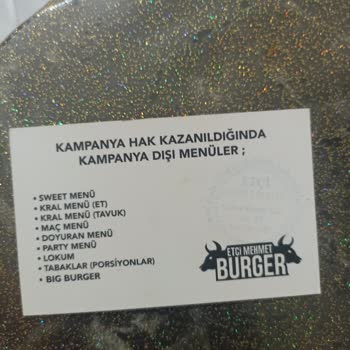 KAMPANYA HAK KAZANILDIĞINDA
KAMPANYA DIŞI MENÜLER ;
• SWEET MENÜ
• KRAL MENÜ (ET)
• KRAL MENÜ (TAVUK)
• MAÇ MENÜ
• DOYURAN MENÜ
• PARTY MENÜ
• LOKUM
• TABAKLAR (PORSİYONLAR)
• BIG BURGER
ETCI MEHMET
BURGER